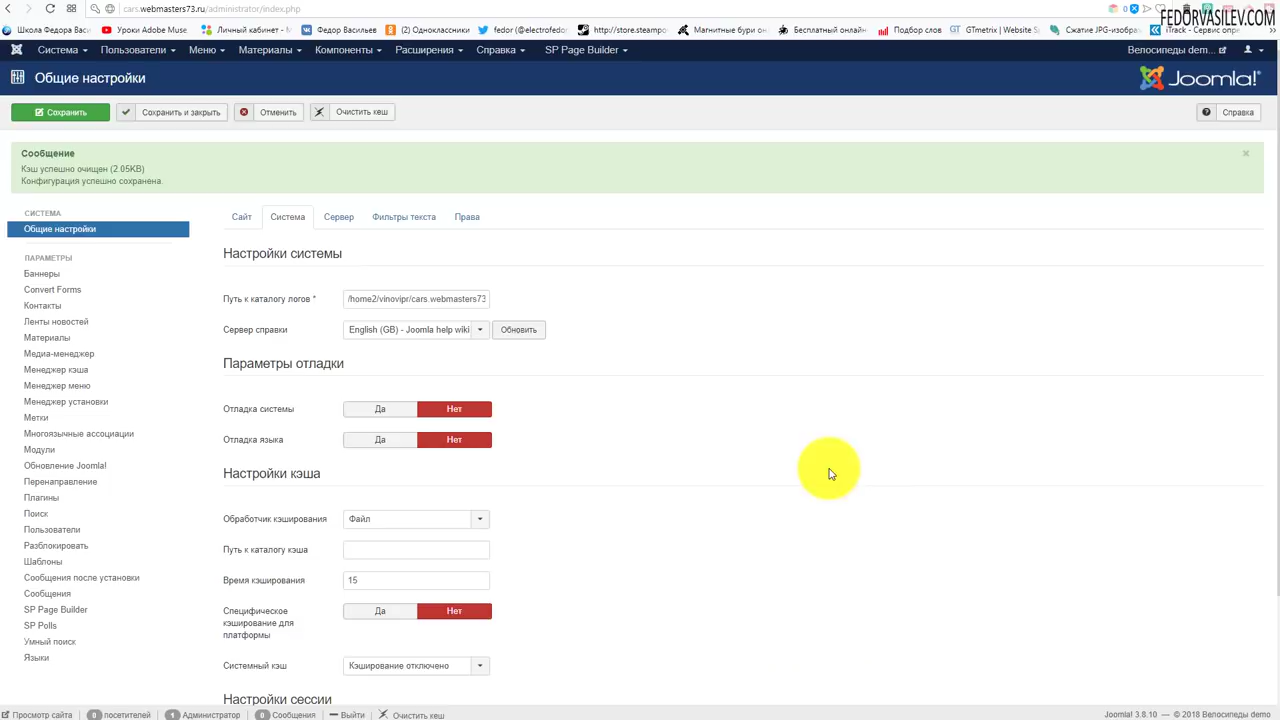 cars.webmasters73.ru/administrator/index.php
0
FEDORVASILEV.COM
Школа Федора Васи
Уроки Adobe Muse
Личный кабинет - М
Федор Васильев
(2) Одноклассники
fedor (@electrofedo
http://store.steampo
Магнитные бури он
Бесплатный онлайн
Подбор слов
GTmetrix | Website S
Сжатие JPG-изображ
iTrack - Сервис опре
Система
Пользователи
Меню
Материалы
Компоненты
Расширения
Справка
SP Page Builder
Велосипеды dem...
Общие настройки
Joomla!
Сохранить
Сохранить и закрыть
Отменить
Очистить кеш
Справка
Сообщение
Кэш успешно очищен (2.05KB)
Конфигурация успешно сохранена.
СИСТЕМА
Общие настройки
ПАРАМЕТРЫ
Баннеры
Convert Forms
Контакты
Ленты новостей
Материалы
Медиа-менеджер
Менеджер кэша
Менеджер меню
Менеджер установки
Метки
Многоязычные ассоциации
Модули
Обновление Joomla!
Перенаправление
Плагины
Поиск
Пользователи
Разблокировать
Шаблоны
Сообщения после установки
Сообщения
SP Page Builder
SP Polls
Умный поиск
Языки
Сайт
Система
Сервер
Фильтры текста
Права
Настройки системы
Путь к каталогу логов *
/home2/vinovipr/cars.webmasters73
Сервер справки
English (GB) - Joomla help wiki
Обновить
Параметры отладки
Отладка системы
Да
Нет
Отладка языка
Да
Нет
Настройки кэша
Обработчик кэширования
Файл
Путь к каталогу кэша
Время кэширования
15
Специфическое
кэширование для
платформы
Да
Нет
Системный кэш
Кэширование отключено
Настройки сессии
Просмотр сайта
0 посетителей
1 Администратор
0 Сообщения
Выйти
Очистить кеш
Joomla! 3.8.10 — © 2018 Велосипеды demo